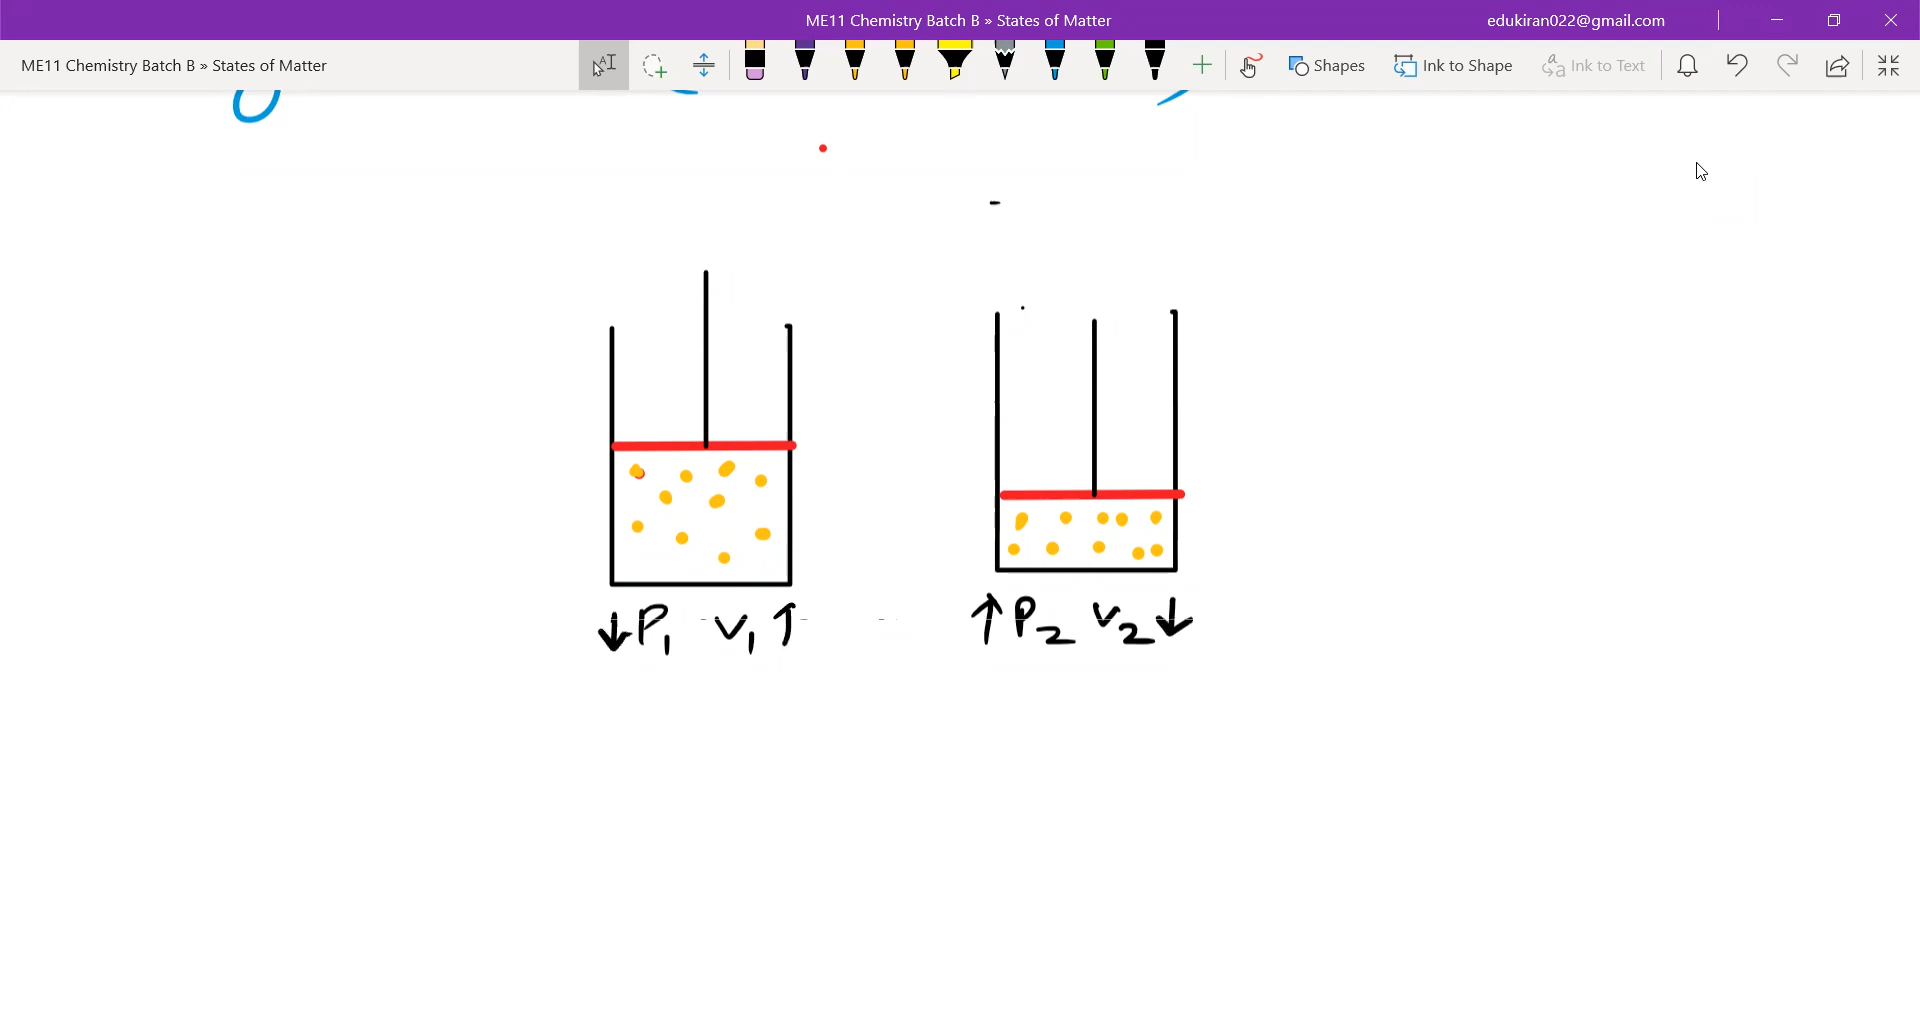 ME11 Chemistry Batch B » States of Matter
edukiran022@gmail.com
ME11 Chemistry Batch B » States of Matter
Shapes
Ink to Shape
Ink to Text
↓P₁ V₁↑
↑P₂ V₂↓